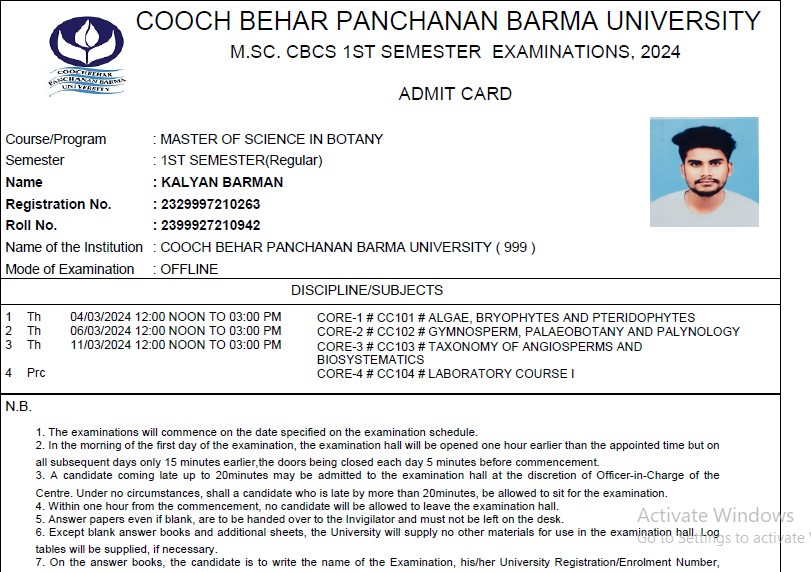 COOCH BEHAR PANCHANAN BARMA UNIVERSITY
M.SC. CBCS 1ST SEMESTER EXAMINATIONS, 2024
COOCHBEHAR
PANCHANAN BARMA
UNIVERSITY
ADMIT CARD
Course/Program : MASTER OF SCIENCE IN BOTANY
Semester : 1ST SEMESTER(Regular)
Name : KALYAN BARMAN
Registration No. : 2329997210263
Roll No. : 2399927210942
Name of the Institution : COOCH BEHAR PANCHANAN BARMA UNIVERSITY ( 999 )
Mode of Examination : OFFLINE
DISCIPLINE/SUBJECTS
1 Th 04/03/2024 12:00 NOON TO 03:00 PM CORE-1 # CC101 # ALGAE, BRYOPHYTES AND PTERIDOPHYTES
2 Th 06/03/2024 12:00 NOON TO 03:00 PM CORE-2 # CC102 # GYMNOSPERM, PALAEOBOTANY AND PALYNOLOGY
3 Th 11/03/2024 12:00 NOON TO 03:00 PM CORE-3 # CC103 # TAXONOMY OF ANGIOSPERMS AND
BIOSYSTEMATICS
4 Prc CORE-4 # CC104 # LABORATORY COURSE I
N.B.
1. The examinations will commence on the date specified on the examination schedule.
2. In the morning of the first day of the examination, the examination hall will be opened one hour earlier than the appointed time but on
all subsequent days only 15 minutes earlier,the doors being closed each day 5 minutes before commencement.
3. A candidate coming late up to 20minutes may be admitted to the examination hall at the discretion of Officer-in-Charge of the
Centre. Under no circumstances, shall a candidate who is late by more than 20minutes, be allowed to sit for the examination.
4. Within one hour from the commencement, no candidate will be allowed to leave the examination hall.
5. Answer papers even if blank, are to be handed over to the Invigilator and must not be left on the desk.
6. Except blank answer books and additional sheets, the University will supply no other materials for use in the examination hall. Log
tables will be supplied, if necessary.
7. On the answer books, the candidate is to write the name of the Examination, his/her University Registration/Enrolment Number,
Activate Windows
Go to Settings to activate